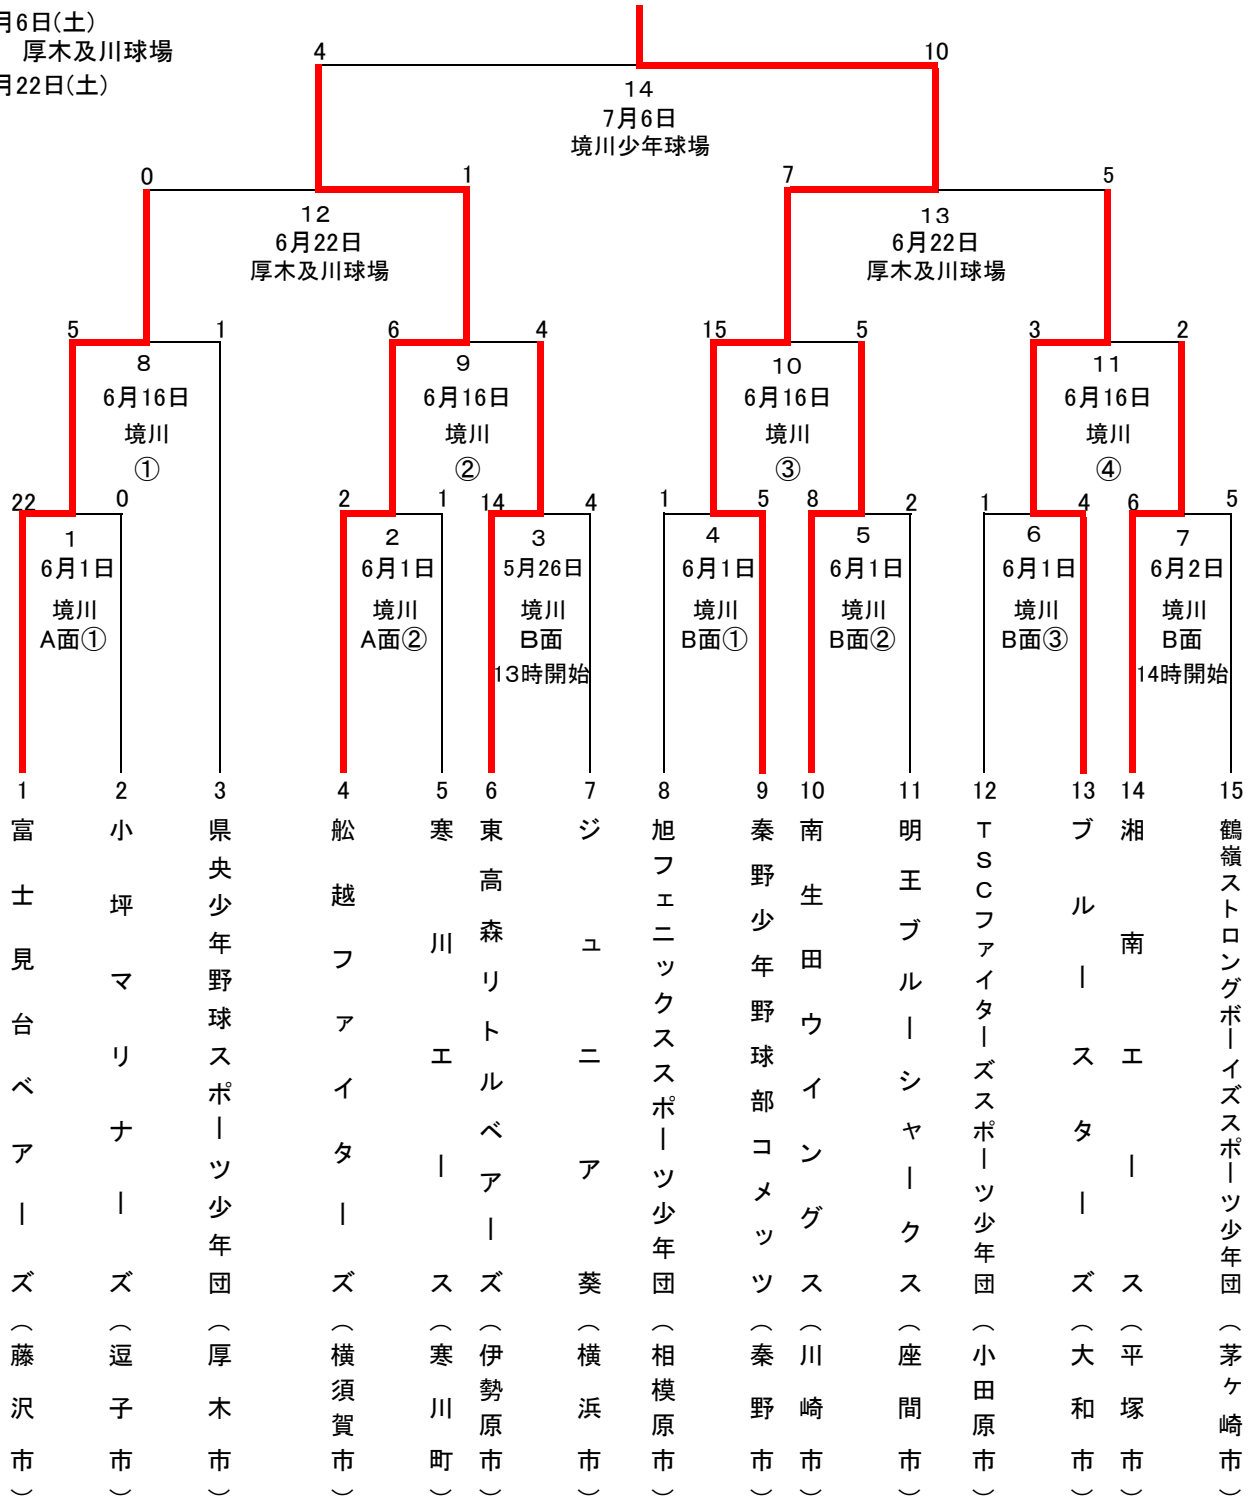 月6日(土)
厚木及川球場
月22日(土)
4
10
14
7月6日
境川少年球場
0
1
7
5
12
6月22日
厚木及川球場
13
6月22日
厚木及川球場
5
1
6
4
15
5
3
2
8
6月16日
境川
①
9
6月16日
境川
②
10
6月16日
境川
③
11
6月16日
境川
④
22
0
2
1
14
4
1
5
8
2
1
4
6
5
1
6月1日
境川
A面①
2
6月1日
境川
A面②
3
5月26日
境川
B面
13時開始
4
6月1日
境川
B面①
5
6月1日
境川
B面②
6
6月1日
境川
B面③
7
6月2日
境川
B面
14時開始
1
富士見台ベアーズ(藤沢市)
2
小坪マリナーズ(逗子市)
3
県央少年野球スポーツ少年団(厚木市)
4
舩越ファイターズ(横須賀市)
5
寒川エース(寒川町)
6
東高森リトルベアーズ(伊勢原市)
7
ジュニア葵(横浜市)
8
旭フェニックススポーツ少年団(相模原市)
9
秦野少年野球部コメッツ(秦野市)
10
南生田ウイングス(川崎市)
11
明王ブルーシャークス(座間市)
12
TSCファイターズスポーツ少年団(小田原市)
13
ブルースターズ(大和市)
14
湘南エース(平塚市)
15
鶴嶺ストロングボーイズスポーツ少年団(茅ヶ崎市)